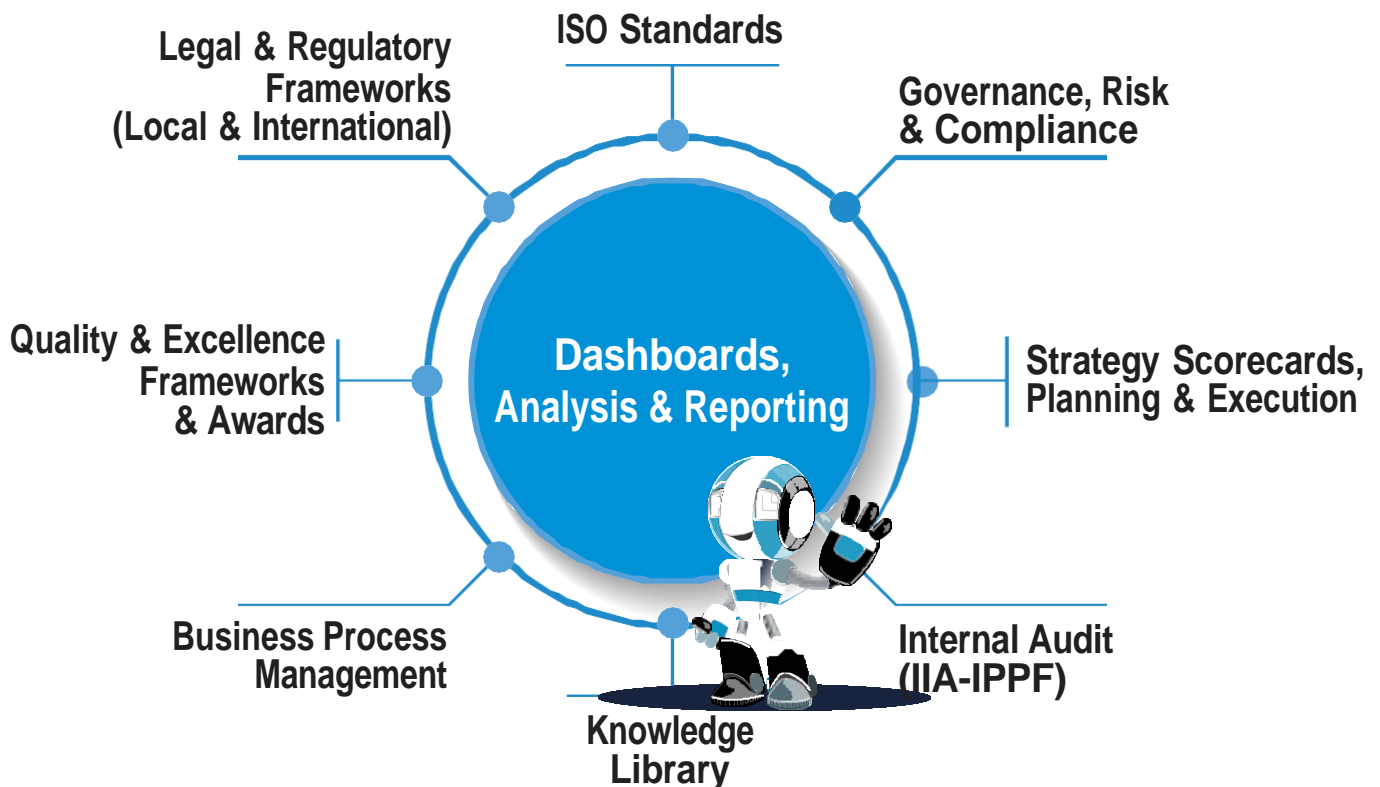 ISO Standards
Legal & Regulatory
Frameworks
(Local & International)
Governance, Risk
& Compliance
Quality & Excellence
Frameworks
& Awards
Dashboards,
Analysis & Reporting
Strategy Scorecards,
Planning & Execution
Business Process
Management
Internal Audit
(IIA-IPPF)
Knowledge
Library